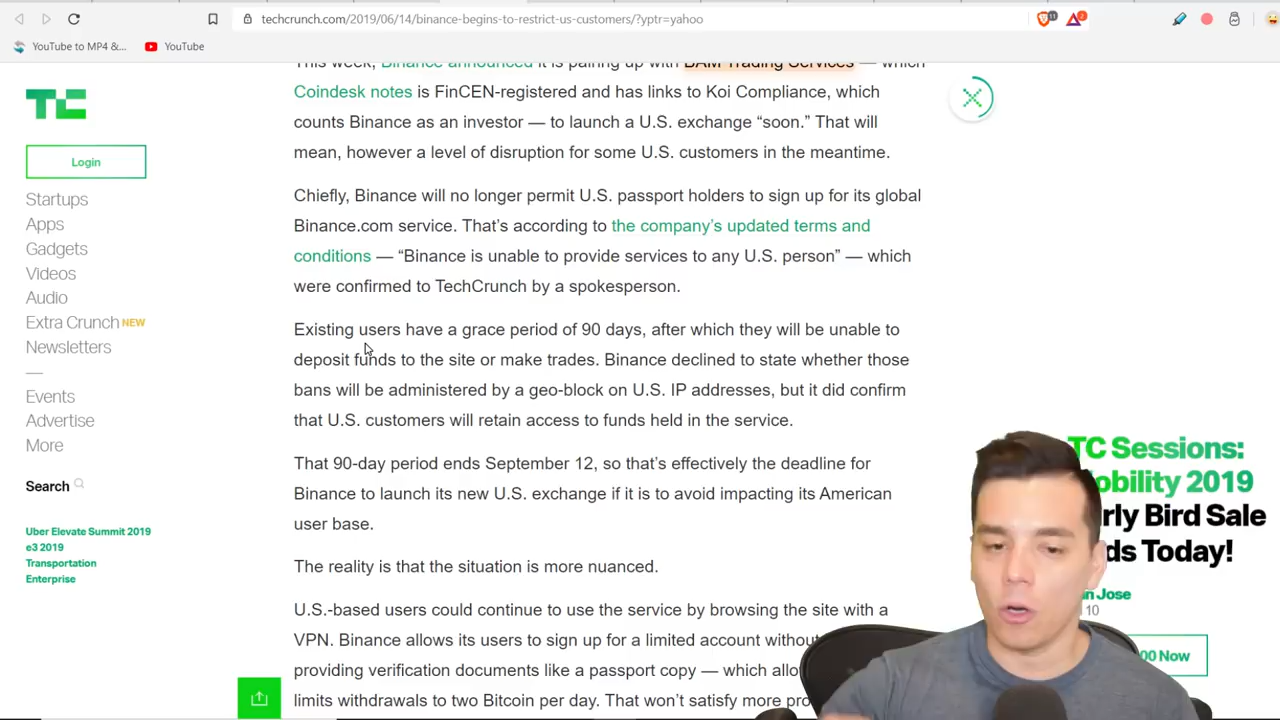 techcrunch.com/2019/06/14/binance-begins-to-restrict-us-customers/?yptr=yahoo
11
2
YouTube to MP4 &...
YouTube
TC
Login
Startups
Apps
Gadgets
Videos
Audio
Extra Crunch NEW
Newsletters
—
Events
Advertise
More
Search
Uber Elevate Summit 2019
e3 2019
Transportation
Enterprise
This week, Binance announced it is pairing up with BAM Trading Services — which
Coindesk notes is FinCEN-registered and has links to Koi Compliance, which
counts Binance as an investor — to launch a U.S. exchange “soon.” That will
mean, however a level of disruption for some U.S. customers in the meantime.
Chiefly, Binance will no longer permit U.S. passport holders to sign up for its global
Binance.com service. That’s according to the company’s updated terms and
conditions — “Binance is unable to provide services to any U.S. person” — which
were confirmed to TechCrunch by a spokesperson.
Existing users have a grace period of 90 days, after which they will be unable to
deposit funds to the site or make trades. Binance declined to state whether those
bans will be administered by a geo-block on U.S. IP addresses, but it did confirm
that U.S. customers will retain access to funds held in the service.
That 90-day period ends September 12, so that’s effectively the deadline for
Binance to launch its new U.S. exchange if it is to avoid impacting its American
user base.
The reality is that the situation is more nuanced.
U.S.-based users could continue to use the service by browsing the site with a
VPN. Binance allows its users to sign up for a limited account without
providing verification documents like a passport copy — which allo
limits withdrawals to two Bitcoin per day. That won’t satisfy more pro
TC Sessions:
obility 2019
rly Bird Sale
ds Today!
n Jose
10
00 Now